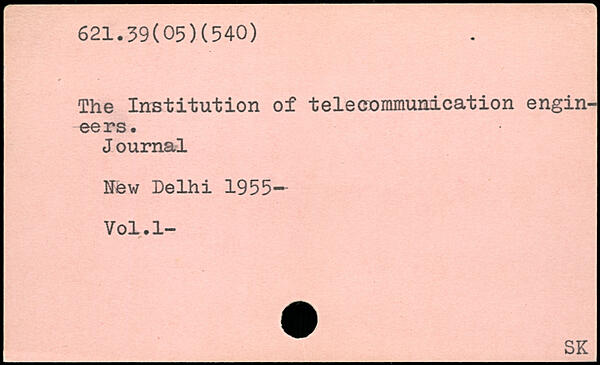 621.39(05)(540)
The Institution of telecommunication engin-
eers.
Journal
New Delhi 1955-
Vol.1-
SK